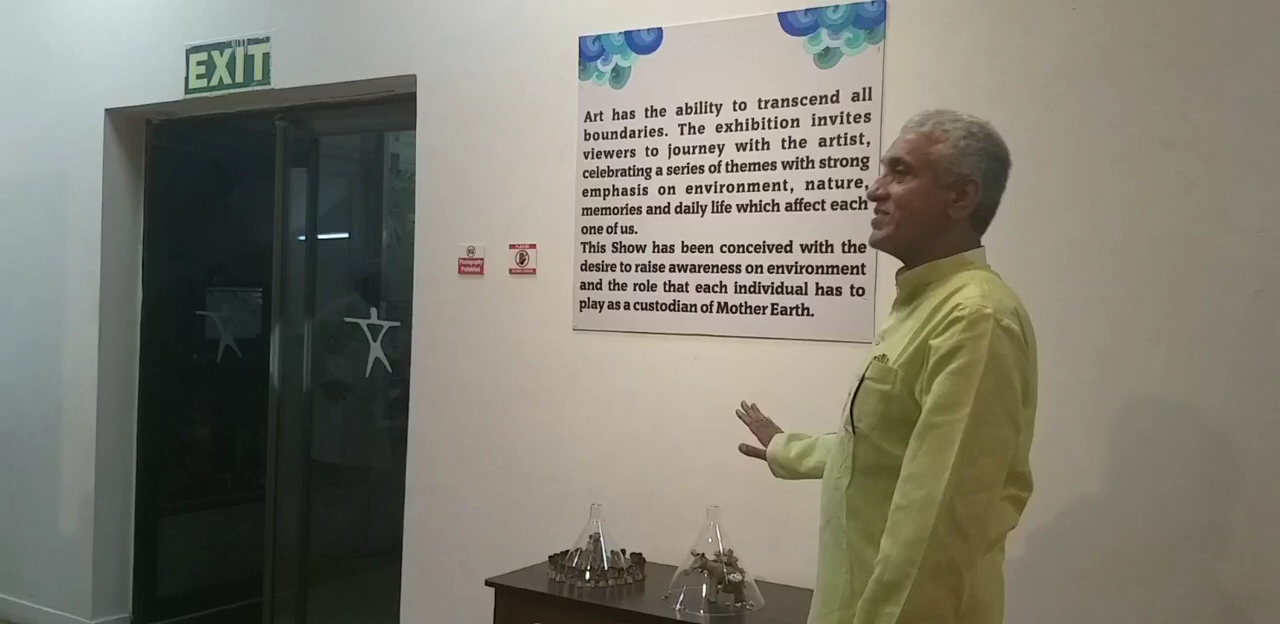 EXIT
Art has the ability to transcend all
boundaries. The exhibition invites
viewers to journey with the artist,
celebrating a series of themes with strong
emphasis on environment, nature,
memories and daily life which affect each
one of us.
This Show has been conceived with the
desire to raise awareness on environment
and the role that each individual has to
play as a custodian of Mother Earth.
Photography
Prohibited
PLEASE